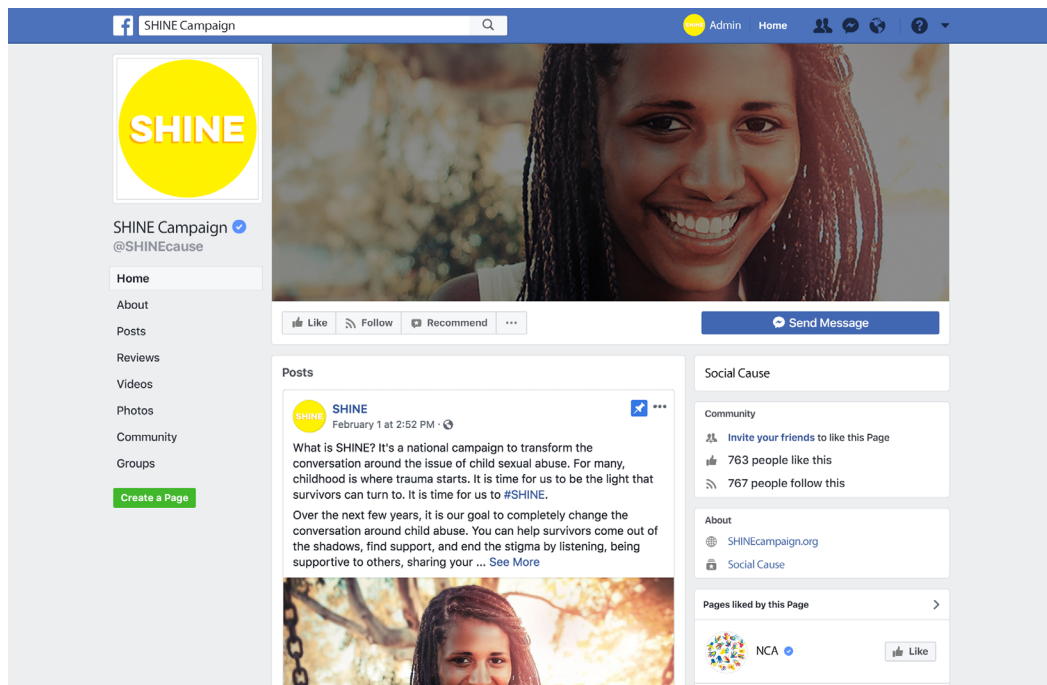 SHINE Campaign
SHINE Admin Home
SHINE
SHINE Campaign
@SHINEcause
Home
About
Posts
Reviews
Videos
Photos
Community
Groups
Create a Page
Like Follow Recommend ···
Send Message
Posts
SHINE
SHINE
February 1 at 2:52 PM ·
What is SHINE? It's a national campaign to transform the
conversation around the issue of child sexual abuse. For many,
childhood is where trauma starts. It is time for us to be the light that
survivors can turn to. It is time for us to #SHINE.
Over the next few years, it is our goal to completely change the
conversation around child abuse. You can help survivors come out of
the shadows, find support, and end the stigma by listening, being
supportive to others, sharing your ... See More
Social Cause
Community
Invite your friends to like this Page
763 people like this
767 people follow this
About
SHINEcampaign.org
Social Cause
Pages liked by this Page
NCA
Like